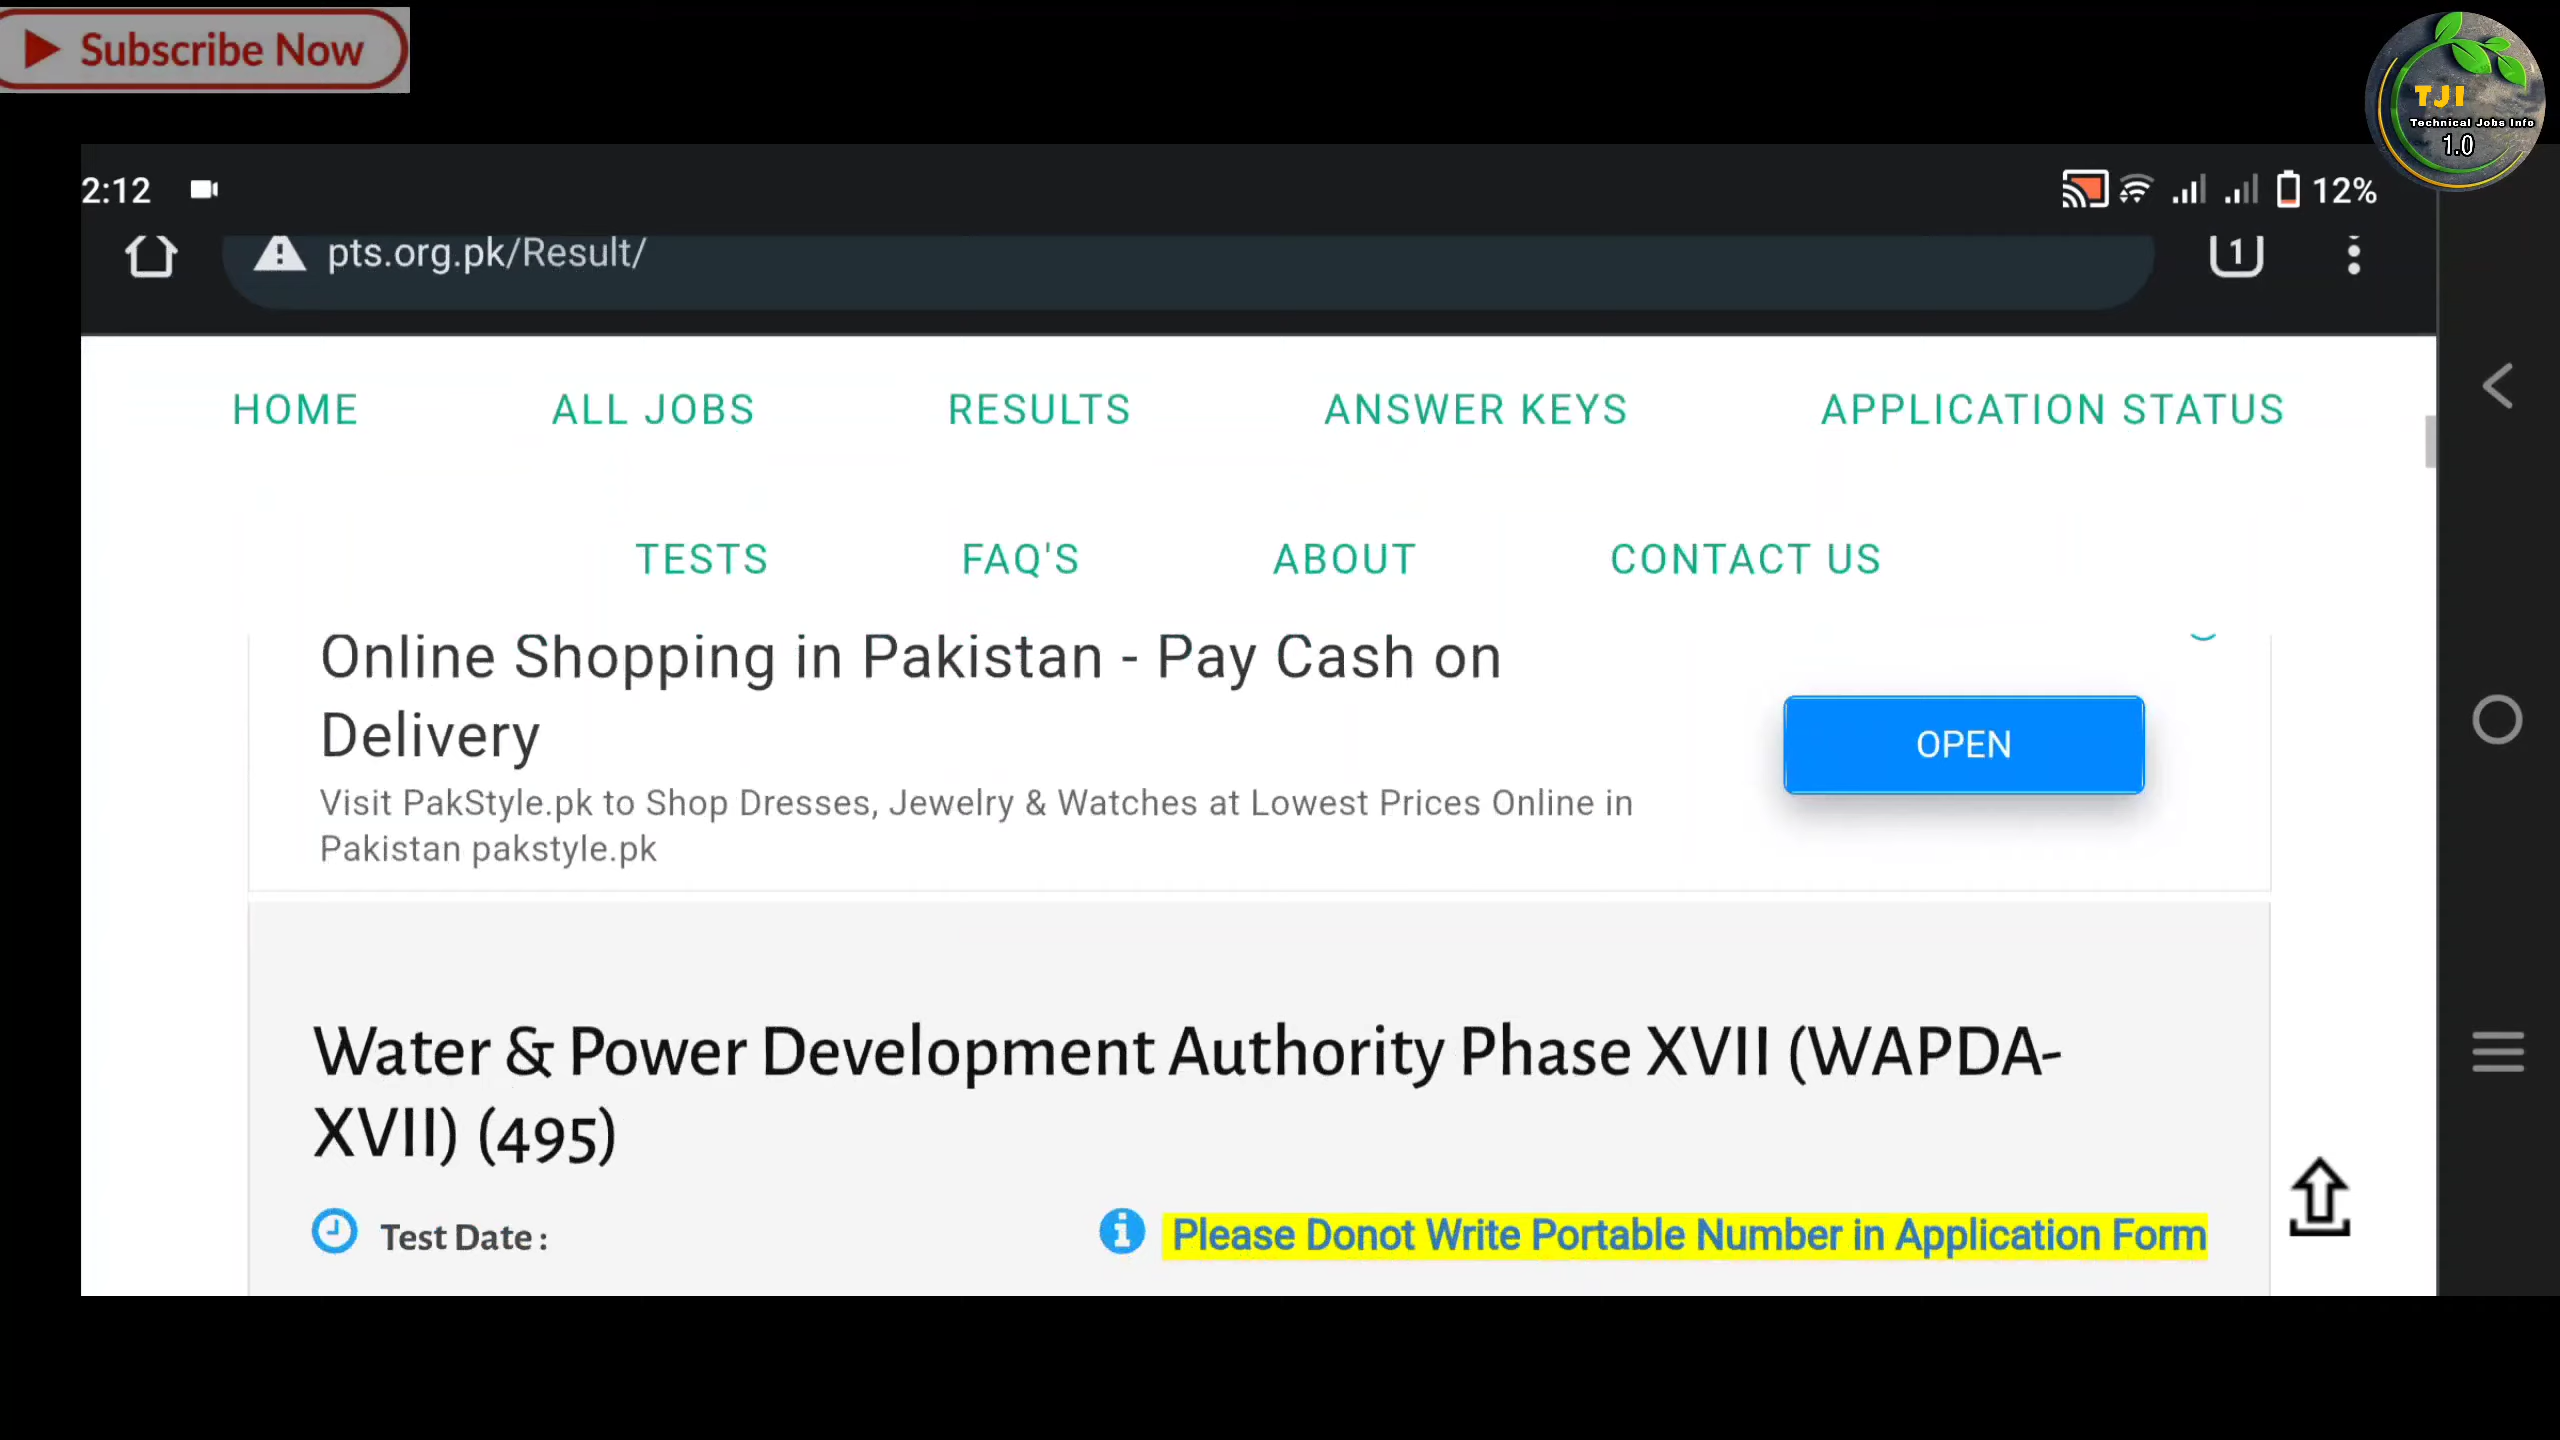 Subscribe Now
TJI
Technical Jobs Info
1.0
2:12
12%
pts.org.pk/Result/
1
HOME
ALL JOBS
RESULTS
ANSWER KEYS
APPLICATION STATUS
TESTS
FAQ'S
ABOUT
CONTACT US
Online Shopping in Pakistan - Pay Cash on
Delivery
OPEN
Visit PakStyle.pk to Shop Dresses, Jewelry & Watches at Lowest Prices Online in
Pakistan pakstyle.pk
Water & Power Development Authority Phase XVII (WAPDA-
XVII) (495)
Test Date :
Please Donot Write Portable Number in Application Form